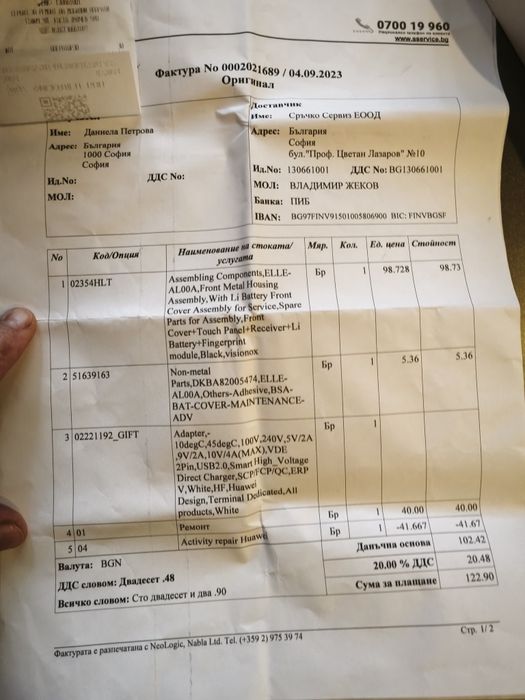 0700 19 960
www.aservice.bg
Фактура No 0002021689 / 04.09.2023
Оригинал
Име: Даниела Петрова
Адрес: България
1000 София
София
Ид.No: ДДС No:
МОЛ:
Доставчик
Име: Сръчко Сервиз ЕООД
Адрес: България
София
бул."Проф. Цветан Лазаров" №10
Ид.No: 130661001 ДДС No: BG130661001
МОЛ: ВЛАДИМИР ЖЕКОВ
Банка: ПИБ
IBAN: BG97FINV91501005806900 BIC: FINVBGSF
No Код/Опция Наименование на стоката/ Мяр. Кол. Ед. цена Стойност
услугата
1 02354HLT Assembling Components,ELLE- Бр 1 98.728 98.73
AL00A,Front Metal Housing
Assembly,With Li Battery Front
Cover Assembly for Service,Spare
Parts for Assembly,Front
Cover+Touch Panel+Receiver+Li
Battery+Fingerprint
module,Black,visionox
2 51639163 Non-metal Бр 1 5.36 5.36
Parts,DKBA82005474,ELLE-
AL00A,Others-Adhesive,BSA-
BAT-COVER-MAINTENANCE-
ADV
3 02221192_GIFT Adapter,- Бр 1
10degC,45degC,100V,240V,5V/2A
,9V/2A,10V/4A(MAX),VDE
2Pin,USB2.0,Smart High_Voltage
Direct Charger,SCP/FCP/QC,ERP
V,White,HF,Huawei
Design,Terminal Dedicated,All
products,White
4 01 Ремонт Бр 1 40.00 40.00
5 04 Activity repair Huawei Бр 1 -41.667 -41.67
Валута: BGN Данъчна основа 102.42
ДДС словом: Двадесет .48 20.00 % ДДС 20.48
Всичко словом: Сто двадесет и два .90 Сума за плащане 122.90
Фактурата е разпечатана с NeoLogic, Nabla Ltd. Tel. (+359 2) 975 39 74 Стр. 1/2